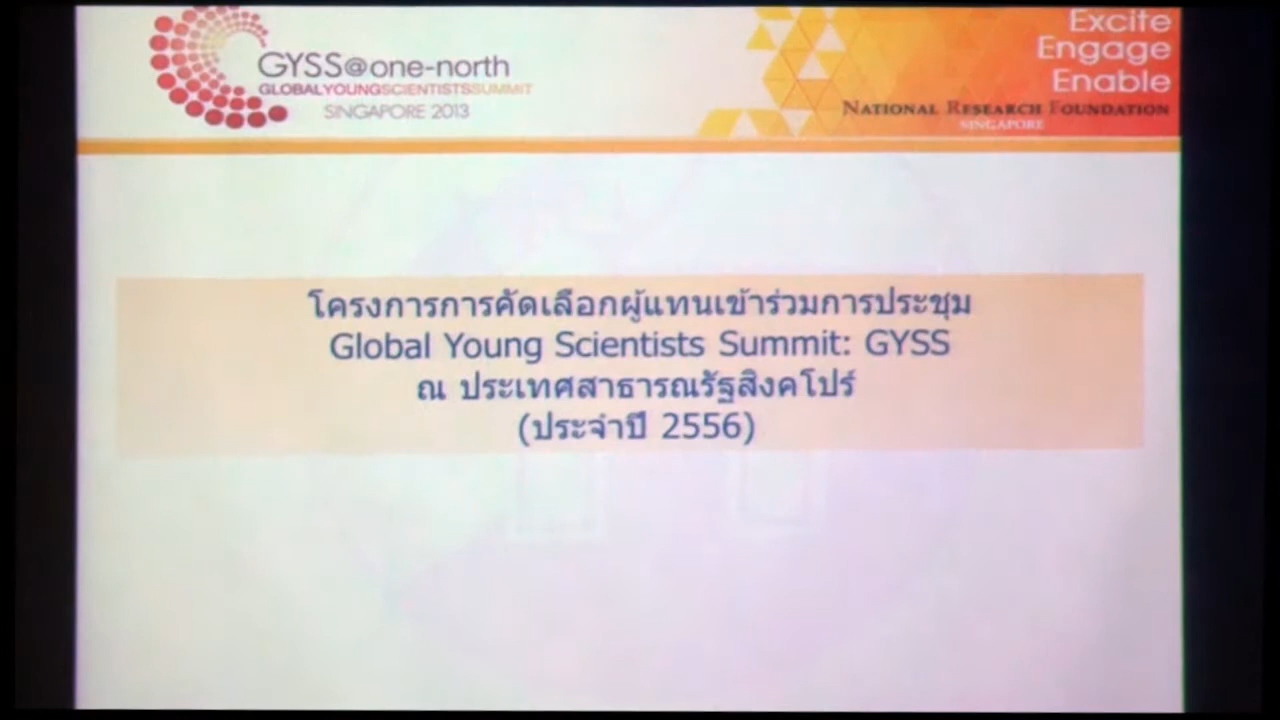 GYSS@one-north
GLOBALYOUNGSCIENTISTSSUMMIT
SINGAPORE 2013
Excite
Engage
Enable
NATIONAL RESEARCH FOUNDATION
SINGAPORE
โครงการการคัดเลือกผู้แทนเข้าร่วมการประชุม
Global Young Scientists Summit: GYSS
ณ ประเทศสาธารณรัฐสิงคโปร์
(ประจำปี 2556)